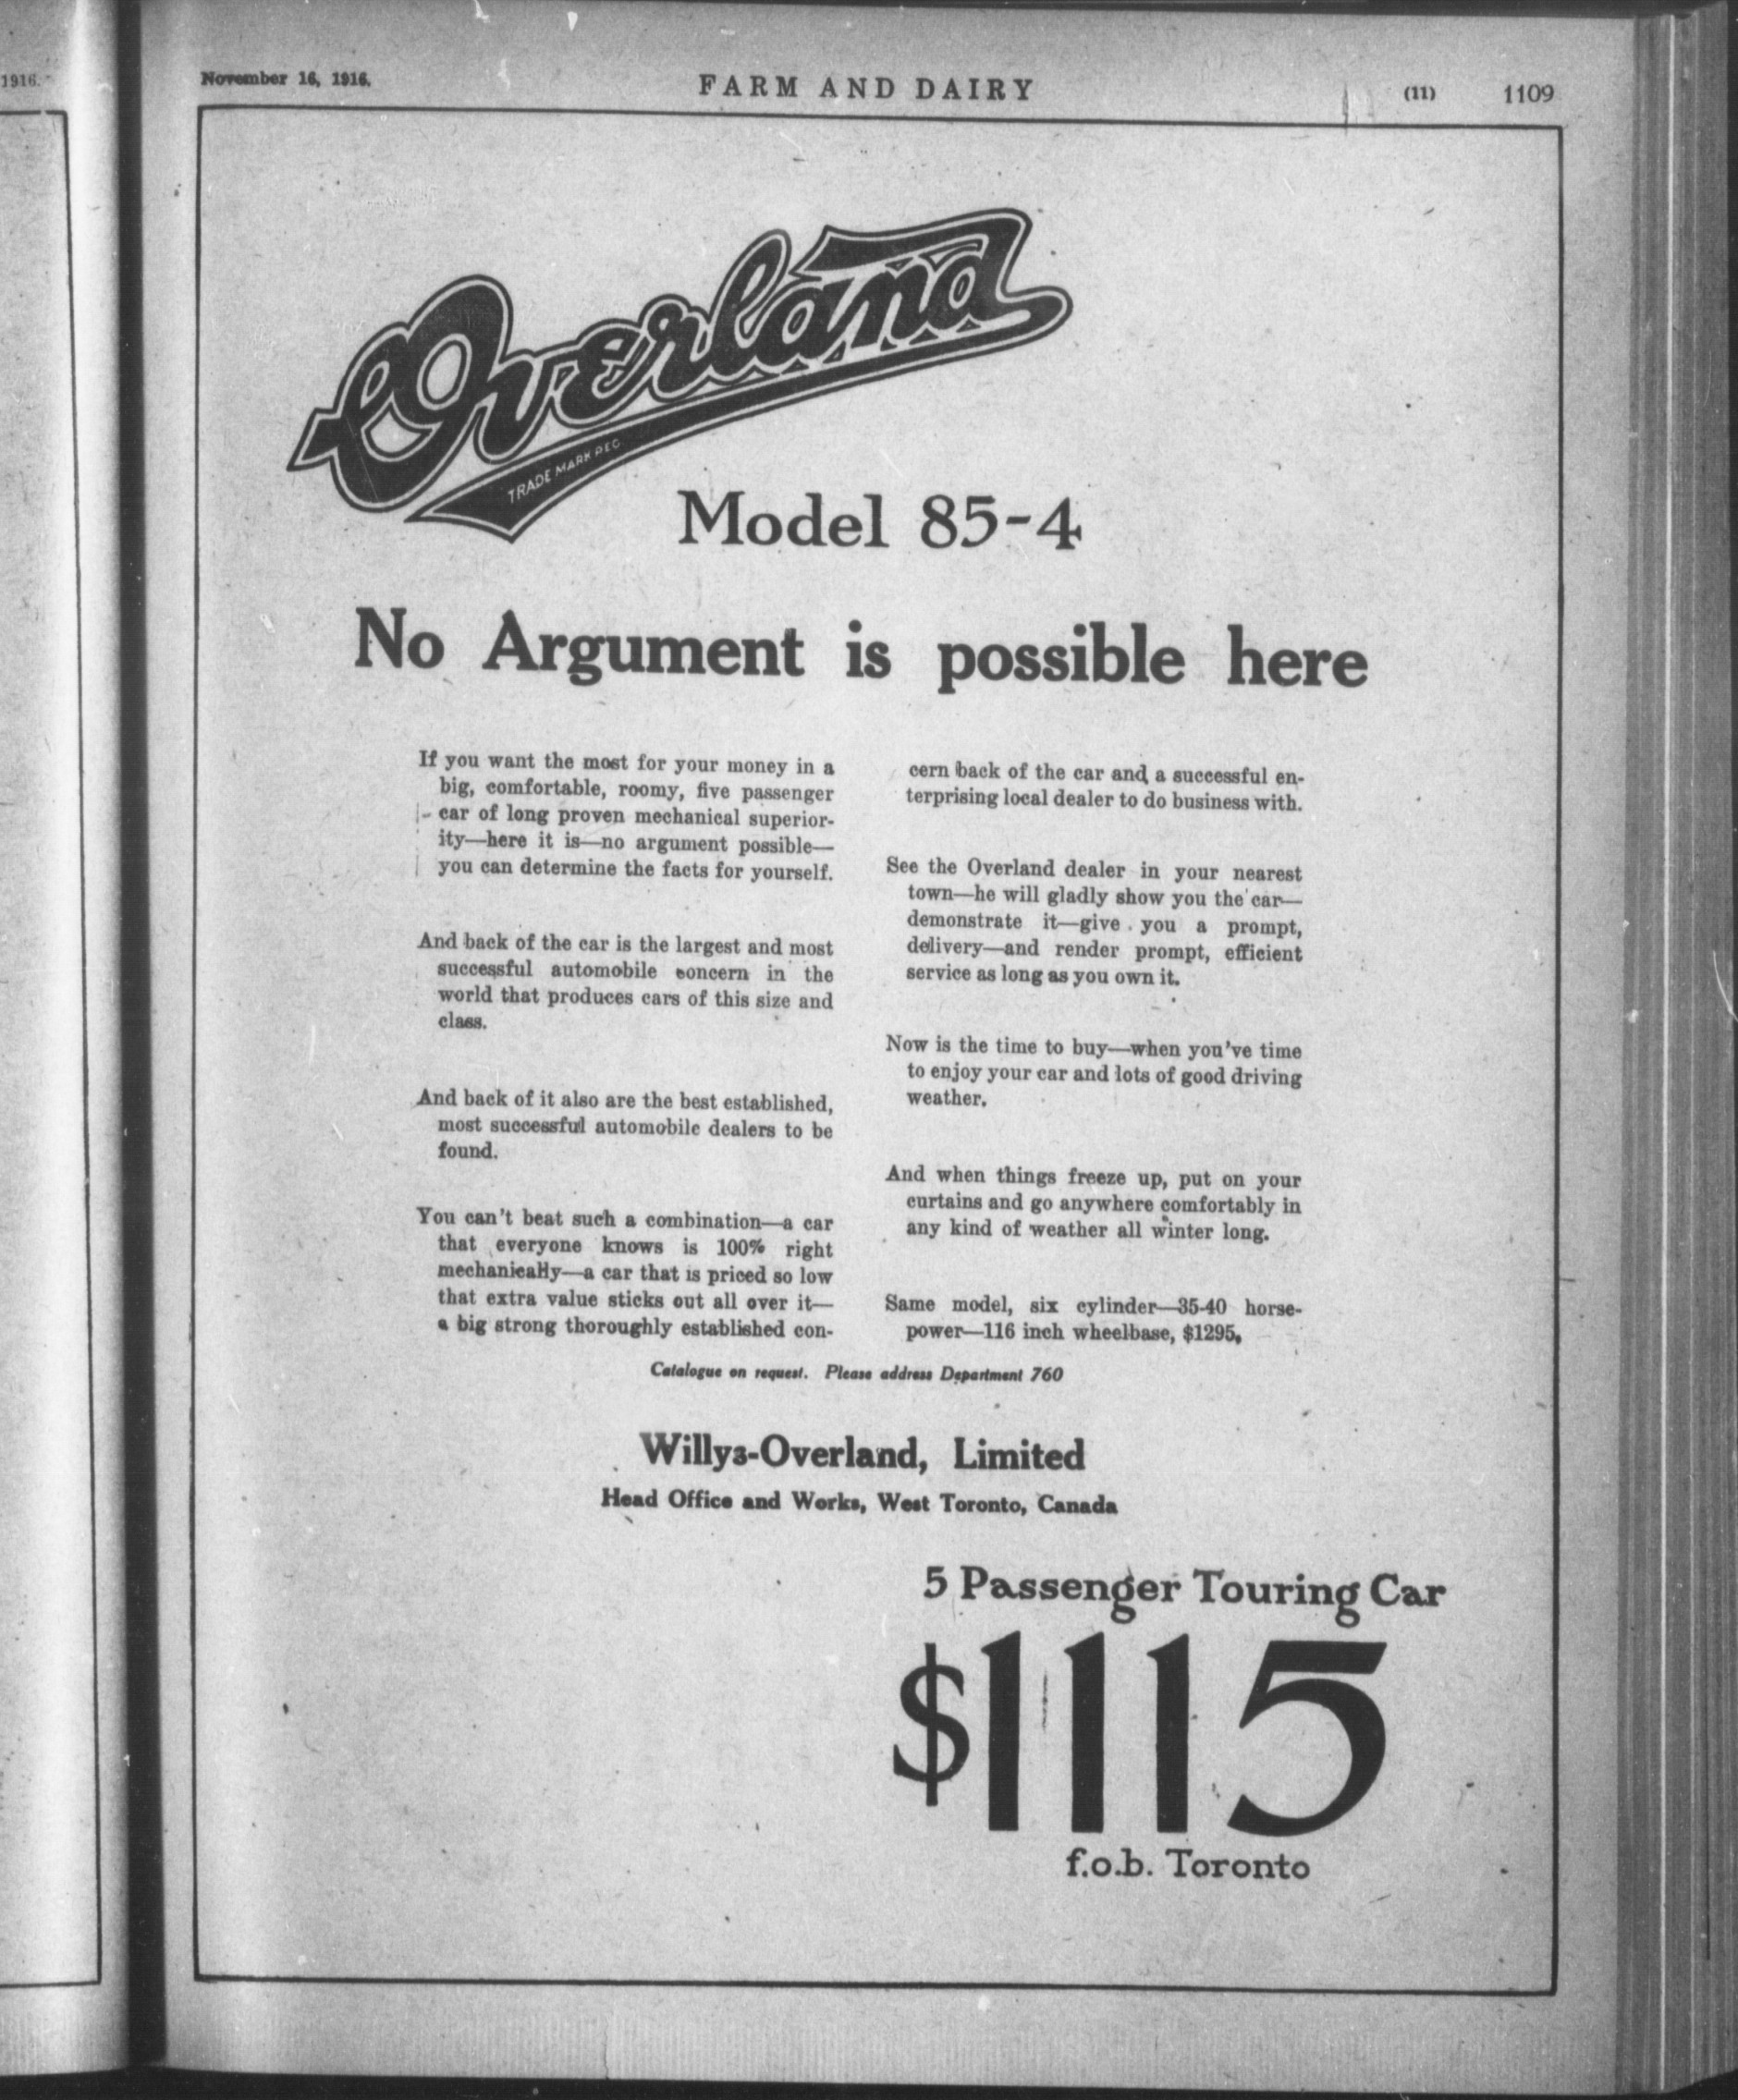 1916.
November 16, 1916.
FARM AND DAIRY
(11)
1109
Overland
TRADE MARK REG
Model 85-4
No Argument is possible here
If you want the most for your money in a
big, comfortable, roomy, five passenger
car of long proven mechanical superior-
ity—here it is—no argument possible—
you can determine the facts for yourself.
And back of the car is the largest and most
successful automobile concern in the
world that produces cars of this size and
class.
And back of it also are the best established,
most successful automobile dealers to be
found.
You can't beat such a combination—a car
that everyone knows is 100% right
mechanically—a car that is priced so low
that extra value sticks out all over it—
a big strong thoroughly established con-
cern back of the car and a successful en-
terprising local dealer to do business with.
See the Overland dealer in your nearest
town—he will gladly show you the car—
demonstrate it—give you a prompt,
delivery—and render prompt, efficient
service as long as you own it.
Now is the time to buy—when you've time
to enjoy your car and lots of good driving
weather.
And when things freeze up, put on your
curtains and go anywhere comfortably in
any kind of weather all winter long.
Same model, six cylinder—35-40 horse-
power—116 inch wheelbase, $1295.
Catalogue on request. Please address Department 760
Willys-Overland, Limited
Head Office and Works, West Toronto, Canada
5 Passenger Touring Car
$1115
f.o.b. Toronto